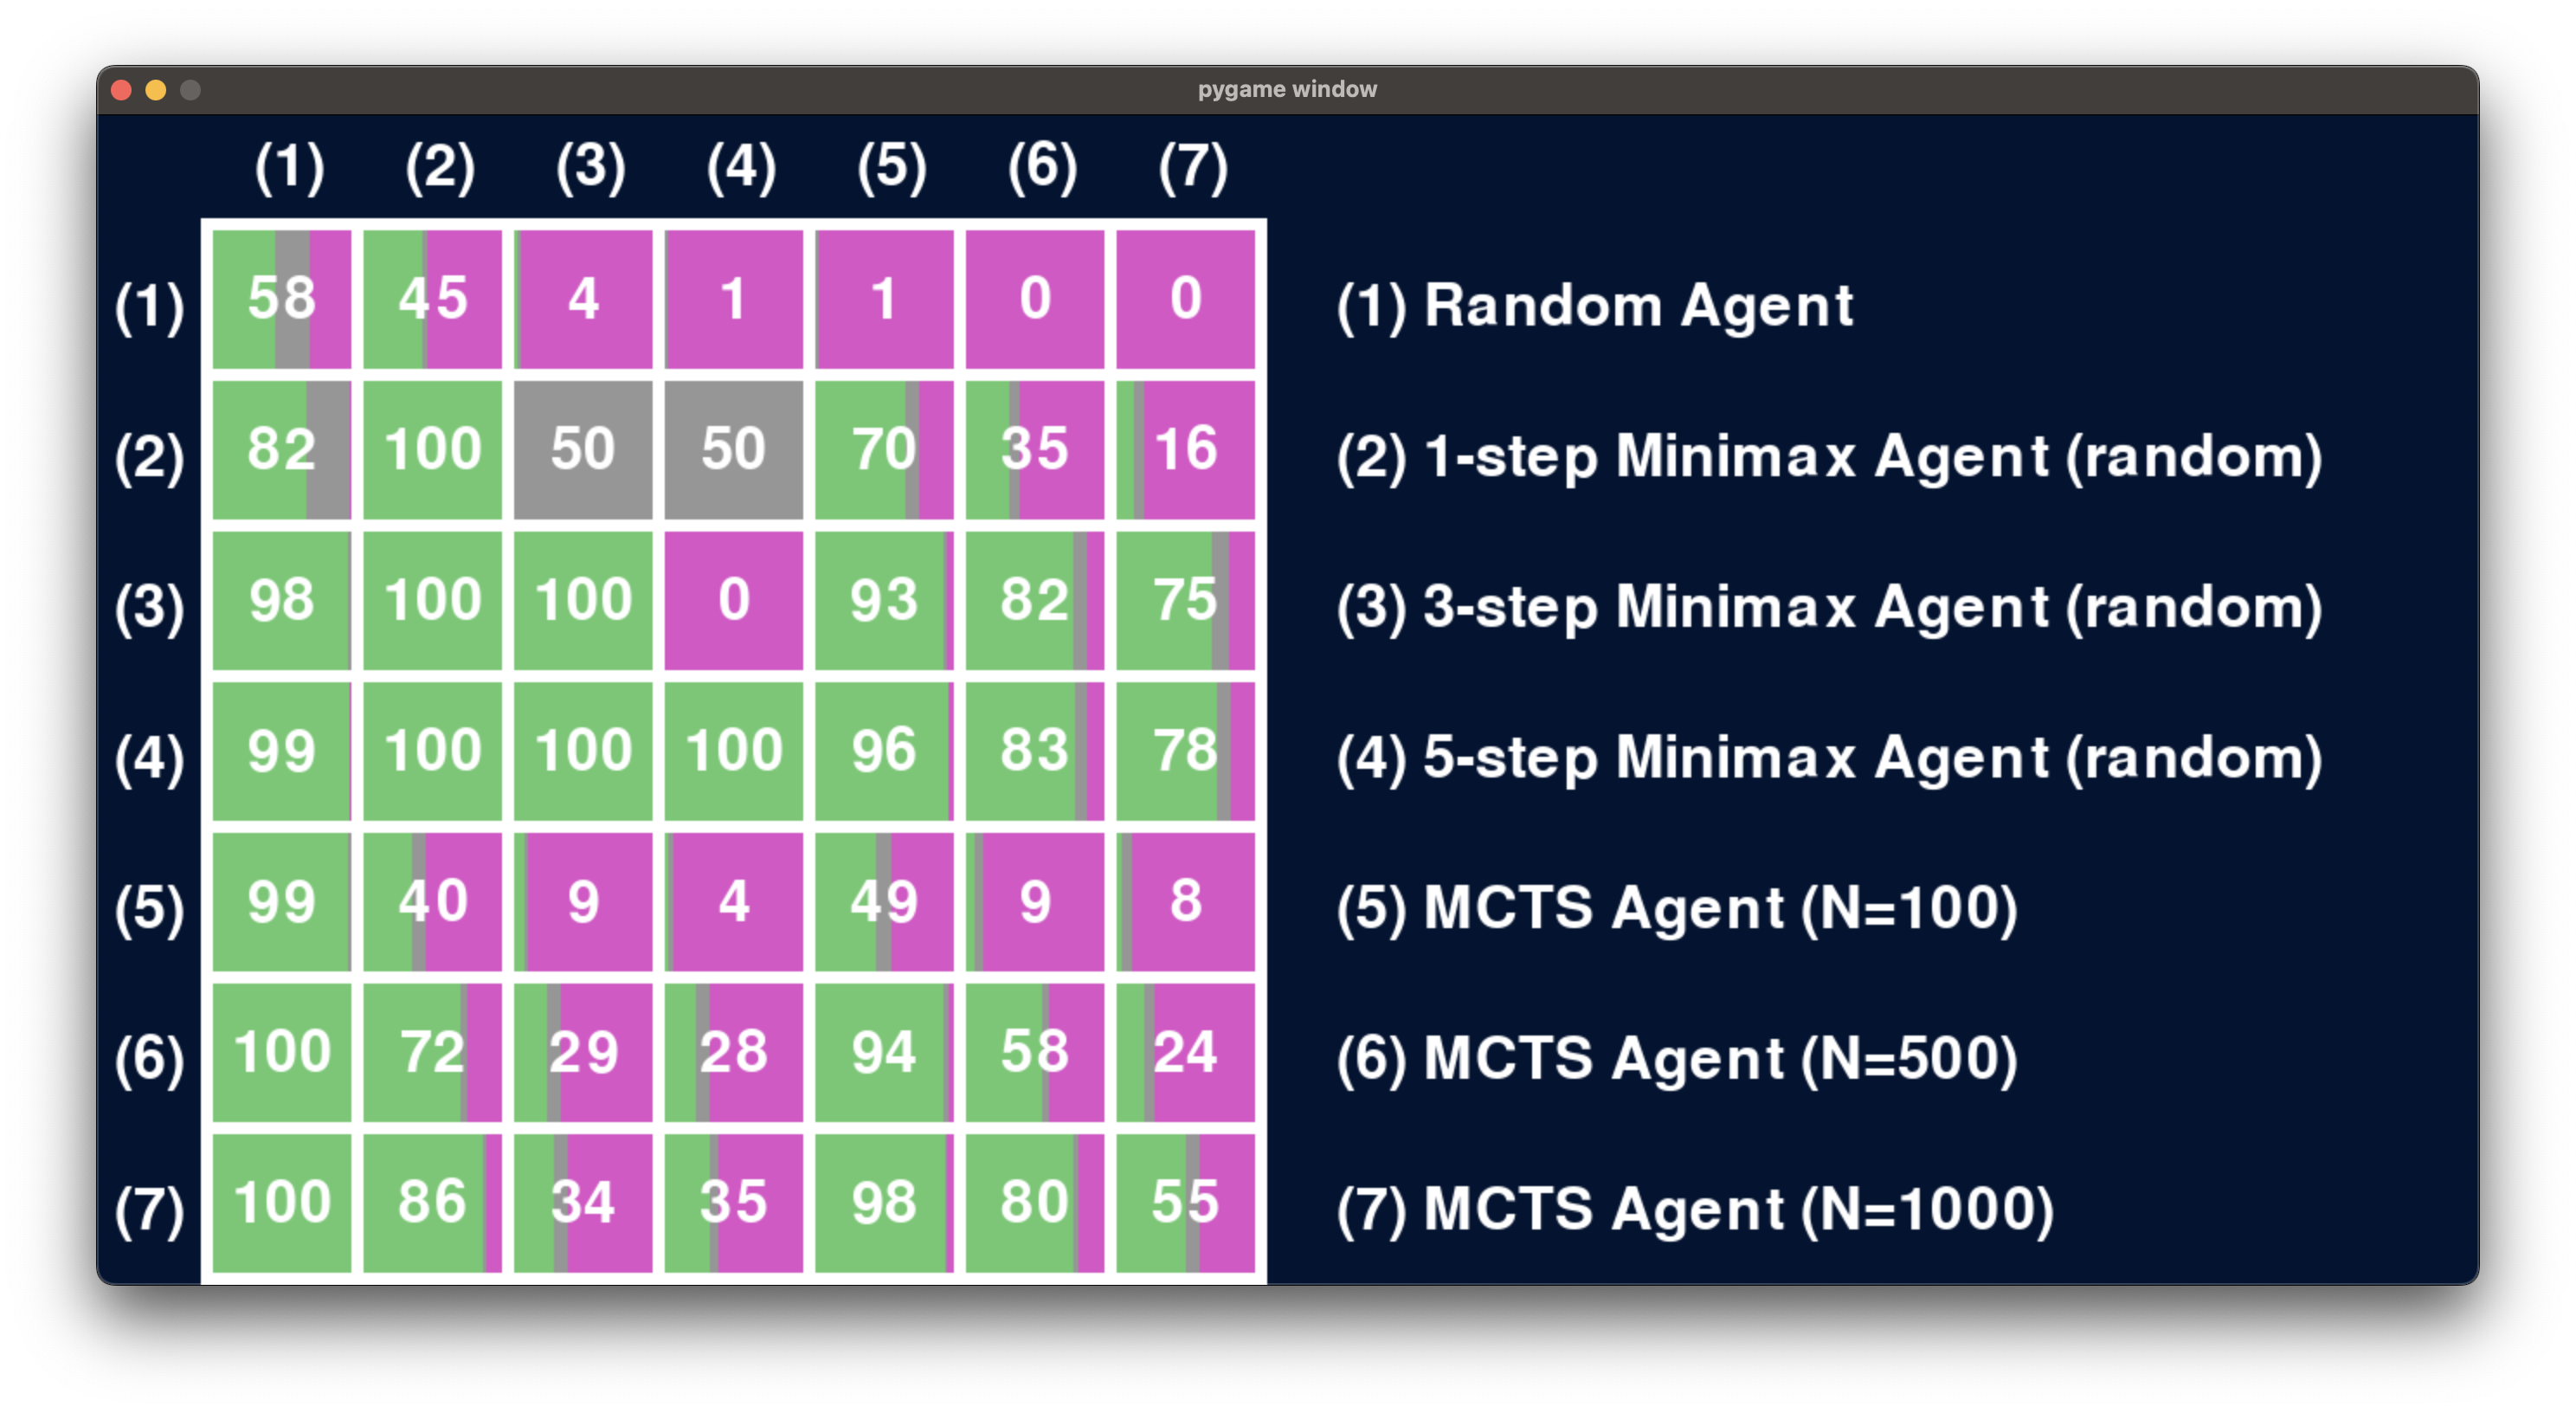 pygame window
(1) (2) (3) (4) (5) (6) (7)
(1) 58 45 4 1 1 0 0 (1) Random Agent
(2) 82 100 50 50 70 35 16 (2) 1-step Minimax Agent (random)
(3) 98 100 100 0 93 82 75 (3) 3-step Minimax Agent (random)
(4) 99 100 100 100 96 83 78 (4) 5-step Minimax Agent (random)
(5) 99 40 9 4 49 9 8 (5) MCTS Agent (N=100)
(6) 100 72 29 28 94 58 24 (6) MCTS Agent (N=500)
(7) 100 86 34 35 98 80 55 (7) MCTS Agent (N=1000)